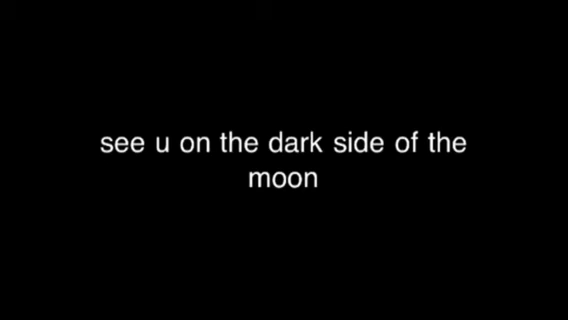 see u on the dark side of the
moon